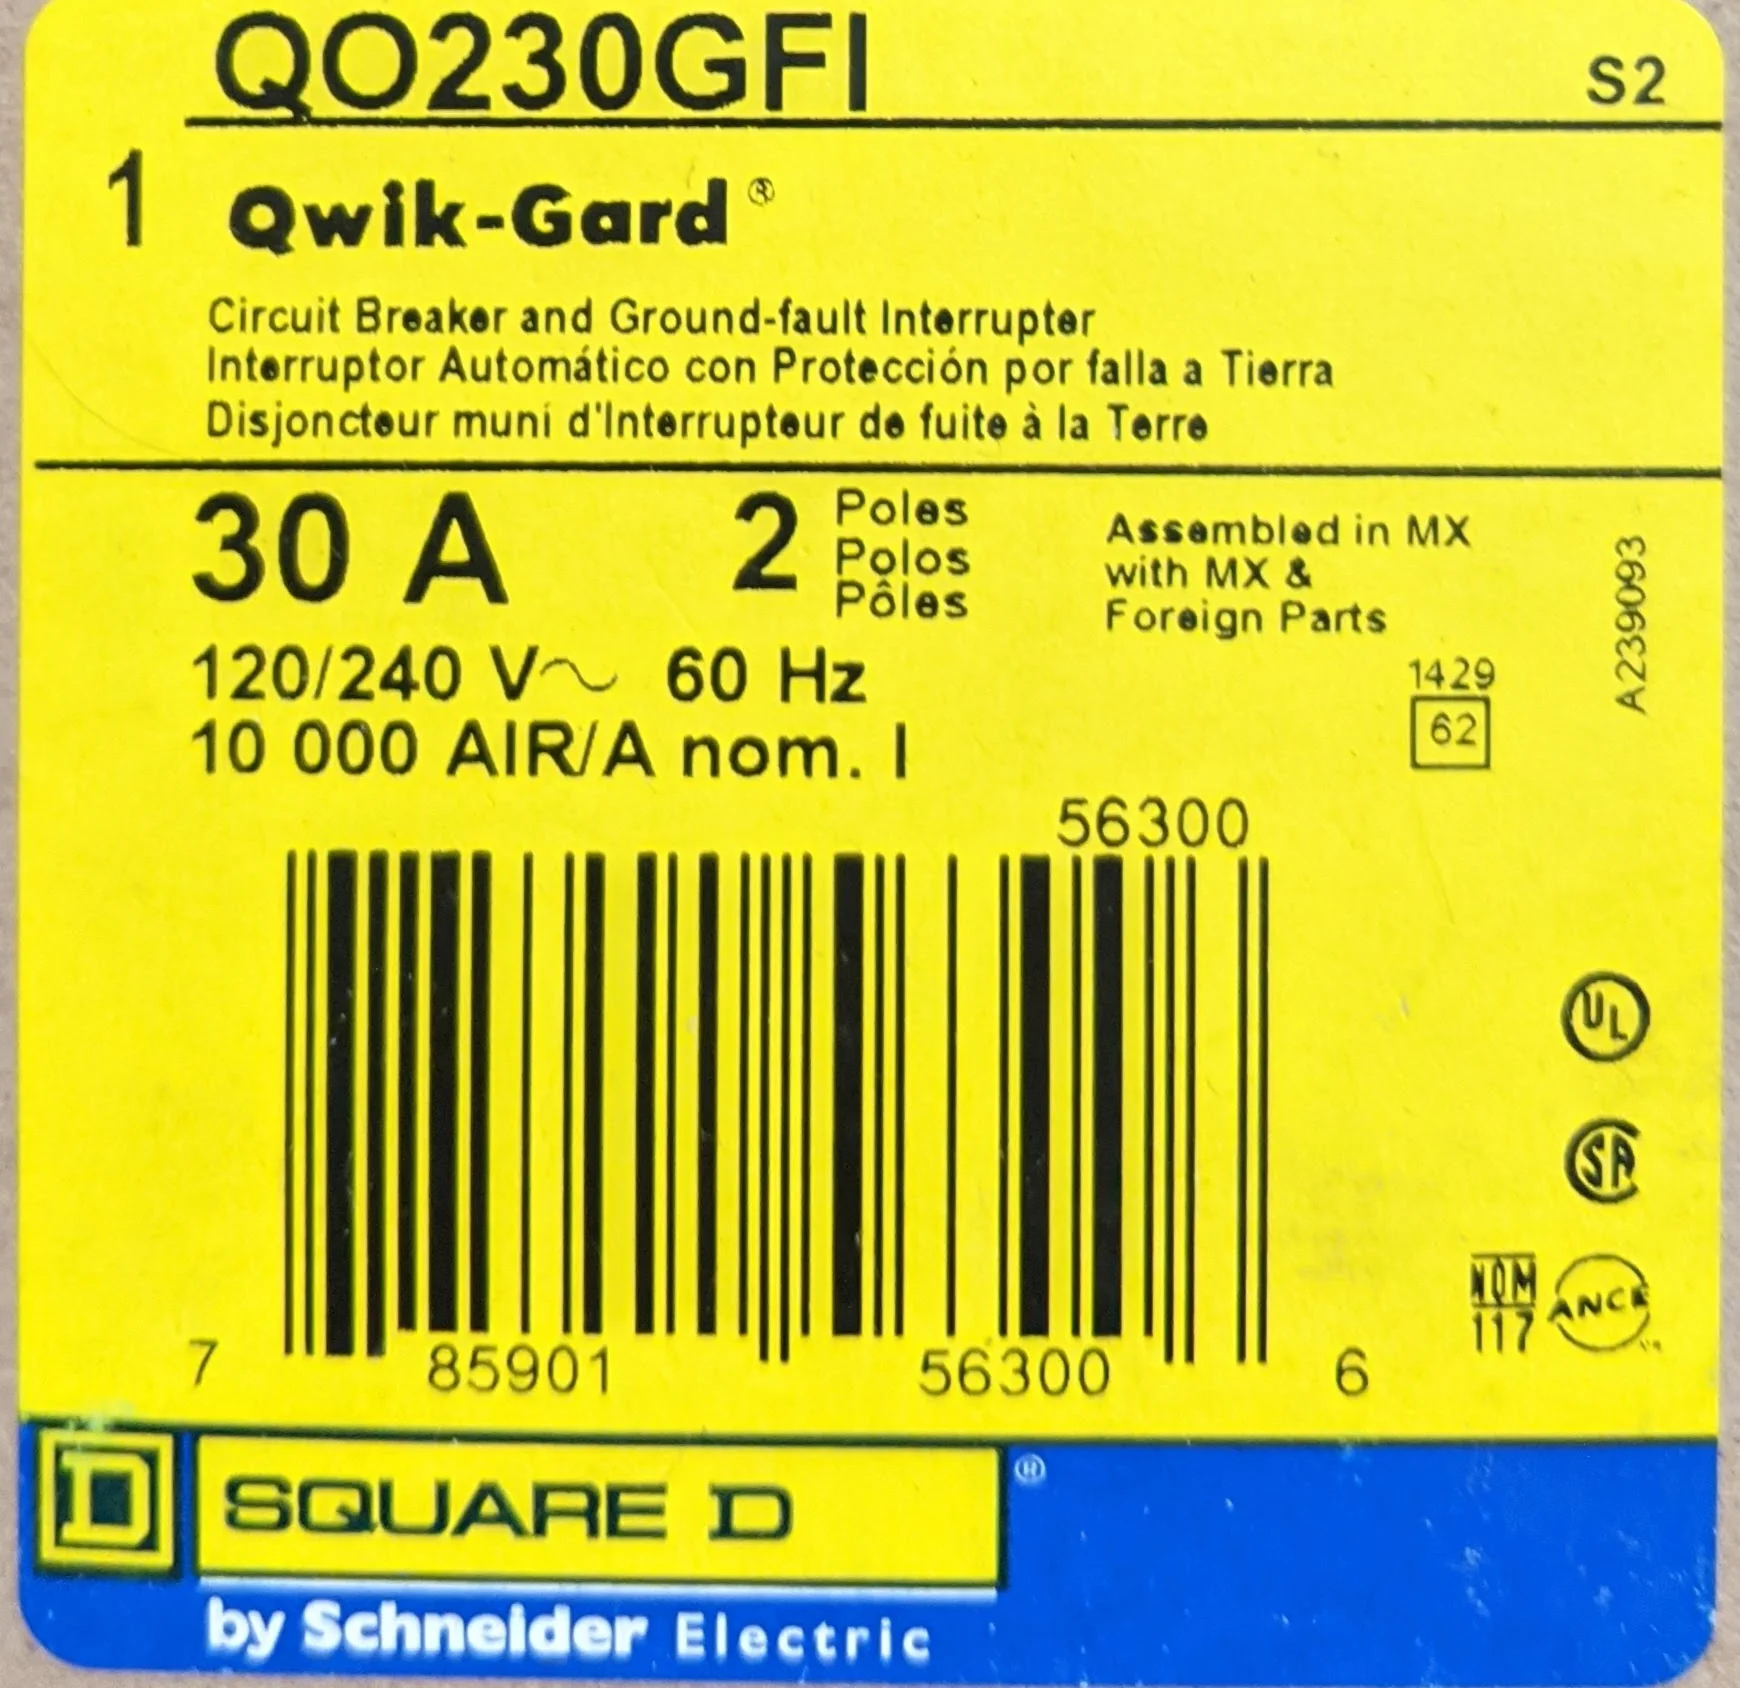 QO230GFI
S2
1 Qwik-Gard ®
Circuit Breaker and Ground-fault Interrupter
Interruptor Automático con Protección por falla a Tierra
Disjoncteur muni d'Interrupteur de fuite à la Terre
30 A
2 Poles
Polos
Pôles
Assembled in MX
with MX &
Foreign Parts
A239093
120/240 V~ 60 Hz
10 000 AIR/A nom. I
1429
62
56300
7 85901 56300 6
UL
SA
NOM
117
ANCE
D SQUARE D ®
by Schneider Electric